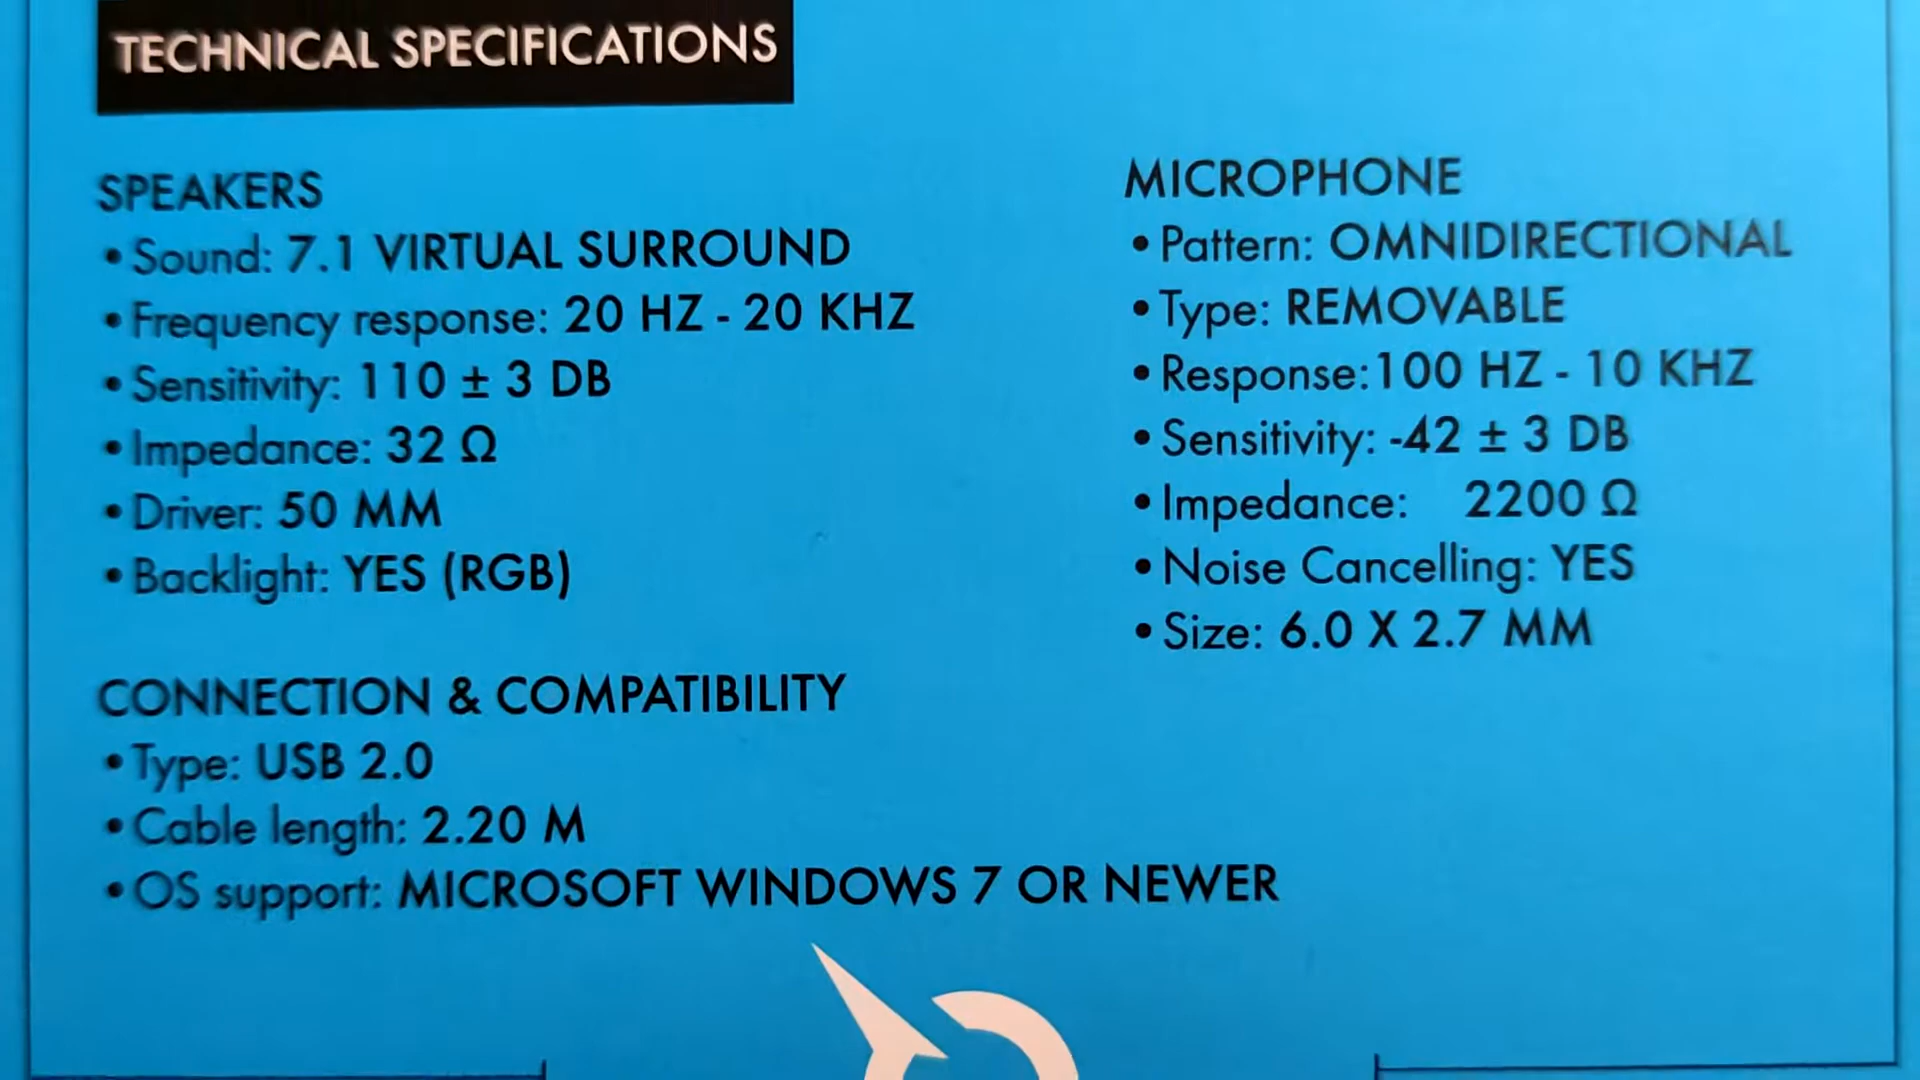 TECHNICAL SPECIFICATIONS
SPEAKERS
• Sound: 7.1 VIRTUAL SURROUND
• Frequency response: 20 HZ - 20 KHZ
• Sensitivity: 110 ± 3 DB
• Impedance: 32 Ω
• Driver: 50 MM
• Backlight: YES (RGB)
CONNECTION & COMPATIBILITY
• Type: USB 2.0
• Cable length: 2.20 M
• OS support: MICROSOFT WINDOWS 7 OR NEWER
MICROPHONE
• Pattern: OMNIDIRECTIONAL
• Type: REMOVABLE
• Response:100 HZ - 10 KHZ
• Sensitivity: -42 ± 3 DB
• Impedance: 2200 Ω
• Noise Cancelling: YES
• Size: 6.0 X 2.7 MM